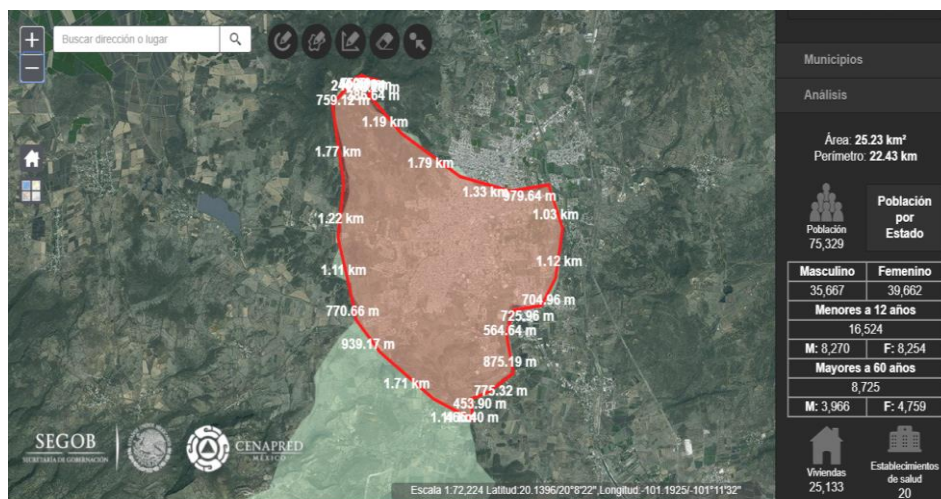 Buscar dirección o lugar
759.12 m
1.19 km
1.77 km
1.79 km
1.33 km
979.64 m
1.22 km
1.03 km
1.11 km
1.12 km
770.66 m
704.96 m
725.96 m
564.64 m
939.17 m
875.19 m
1.71 km
775.32 m
453.90 m
SEGOB
SECRETARÍA DE GOBERNACIÓN
CENAPRED
MÉXICO
Escala 1:72,224 Latitud:20.1396/20°8'22",Longitud:-101.1925/-101°11'32"
Municipios
Análisis
Área: 25.23 km²
Perímetro: 22.43 km
Población
75,329
Población
por
Estado
Masculino Femenino
35,667 39,662
Menores a 12 años
16,524
M: 8,270 F: 8,254
Mayores a 60 años
8,725
M: 3,966 F: 4,759
Viviendas
25,133
Establecimientos
de salud
20